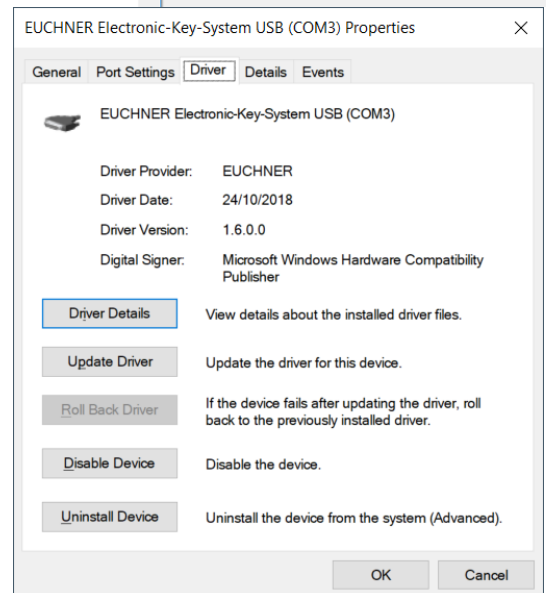 EUCHNER Electronic-Key-System USB (COM3) Properties
General Port Settings Driver Details Events
EUCHNER Electronic-Key-System USB (COM3)
Driver Provider: EUCHNER
Driver Date: 24/10/2018
Driver Version: 1.6.0.0
Digital Signer: Microsoft Windows Hardware Compatibility
Publisher
Driver Details View details about the installed driver files.
Update Driver Update the driver for this device.
Roll Back Driver If the device fails after updating the driver, roll
back to the previously installed driver.
Disable Device Disable the device.
Uninstall Device Uninstall the device from the system (Advanced).
OK Cancel